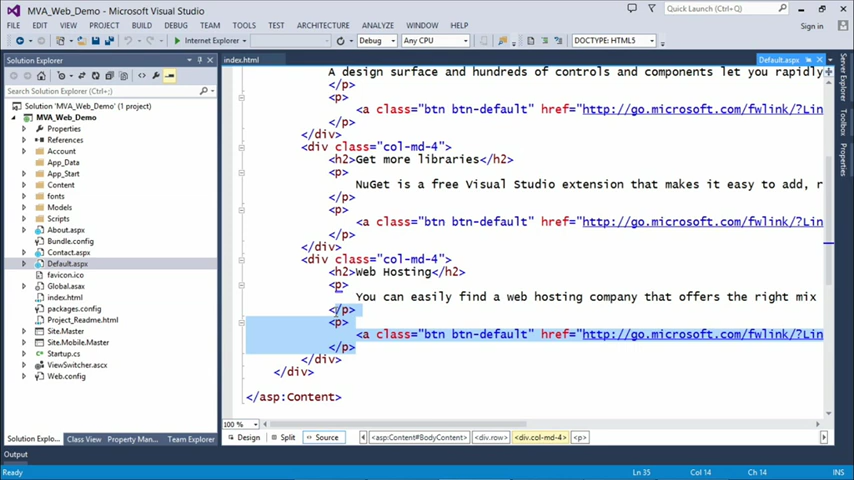 MVA_Web_Demo - Microsoft Visual Studio
Quick Launch (Ctrl+Q)
FILE EDIT VIEW PROJECT BUILD DEBUG TEAM TOOLS TEST ARCHITECTURE ANALYZE WINDOW HELP
Sign in
Internet Explorer
Debug
Any CPU
DOCTYPE: HTML5
Solution Explorer
index.html
Default.aspx
Search Solution Explorer (Ctrl+;)
Solution 'MVA_Web_Demo' (1 project)
MVA_Web_Demo
Properties
References
Account
App_Data
App_Start
Content
fonts
Models
Scripts
About.aspx
Bundle.config
Contact.aspx
Default.aspx
favicon.ico
Global.asax
index.html
packages.config
Project_Readme.html
Site.Master
Site.Mobile.Master
Startup.cs
ViewSwitcher.ascx
Web.config
Solution Explo... Class View Property Man... Team Explorer
A design surface and hundreds of controls and components let you rapidly
</p>
<p>
<a class="btn btn-default" href="http://go.microsoft.com/fwlink/?Lin
</p>
</div>
<div class="col-md-4">
<h2>Get more libraries</h2>
<p>
NuGet is a free Visual Studio extension that makes it easy to add, r
</p>
<p>
<a class="btn btn-default" href="http://go.microsoft.com/fwlink/?Lin
</p>
</div>
<div class="col-md-4">
<h2>Web Hosting</h2>
<p>
You can easily find a web hosting company that offers the right mix
</p>
<p>
<a class="btn btn-default" href="http://go.microsoft.com/fwlink/?Lin
</p>
</div>
</div>
</asp:Content>
100 %
Design Split Source
<asp:Content#BodyContent> <div.row> <div.col-md-4> <p>
Server Explorer
Toolbox
Properties
Output
Ready
Ln 35 Col 14 Ch 14 INS